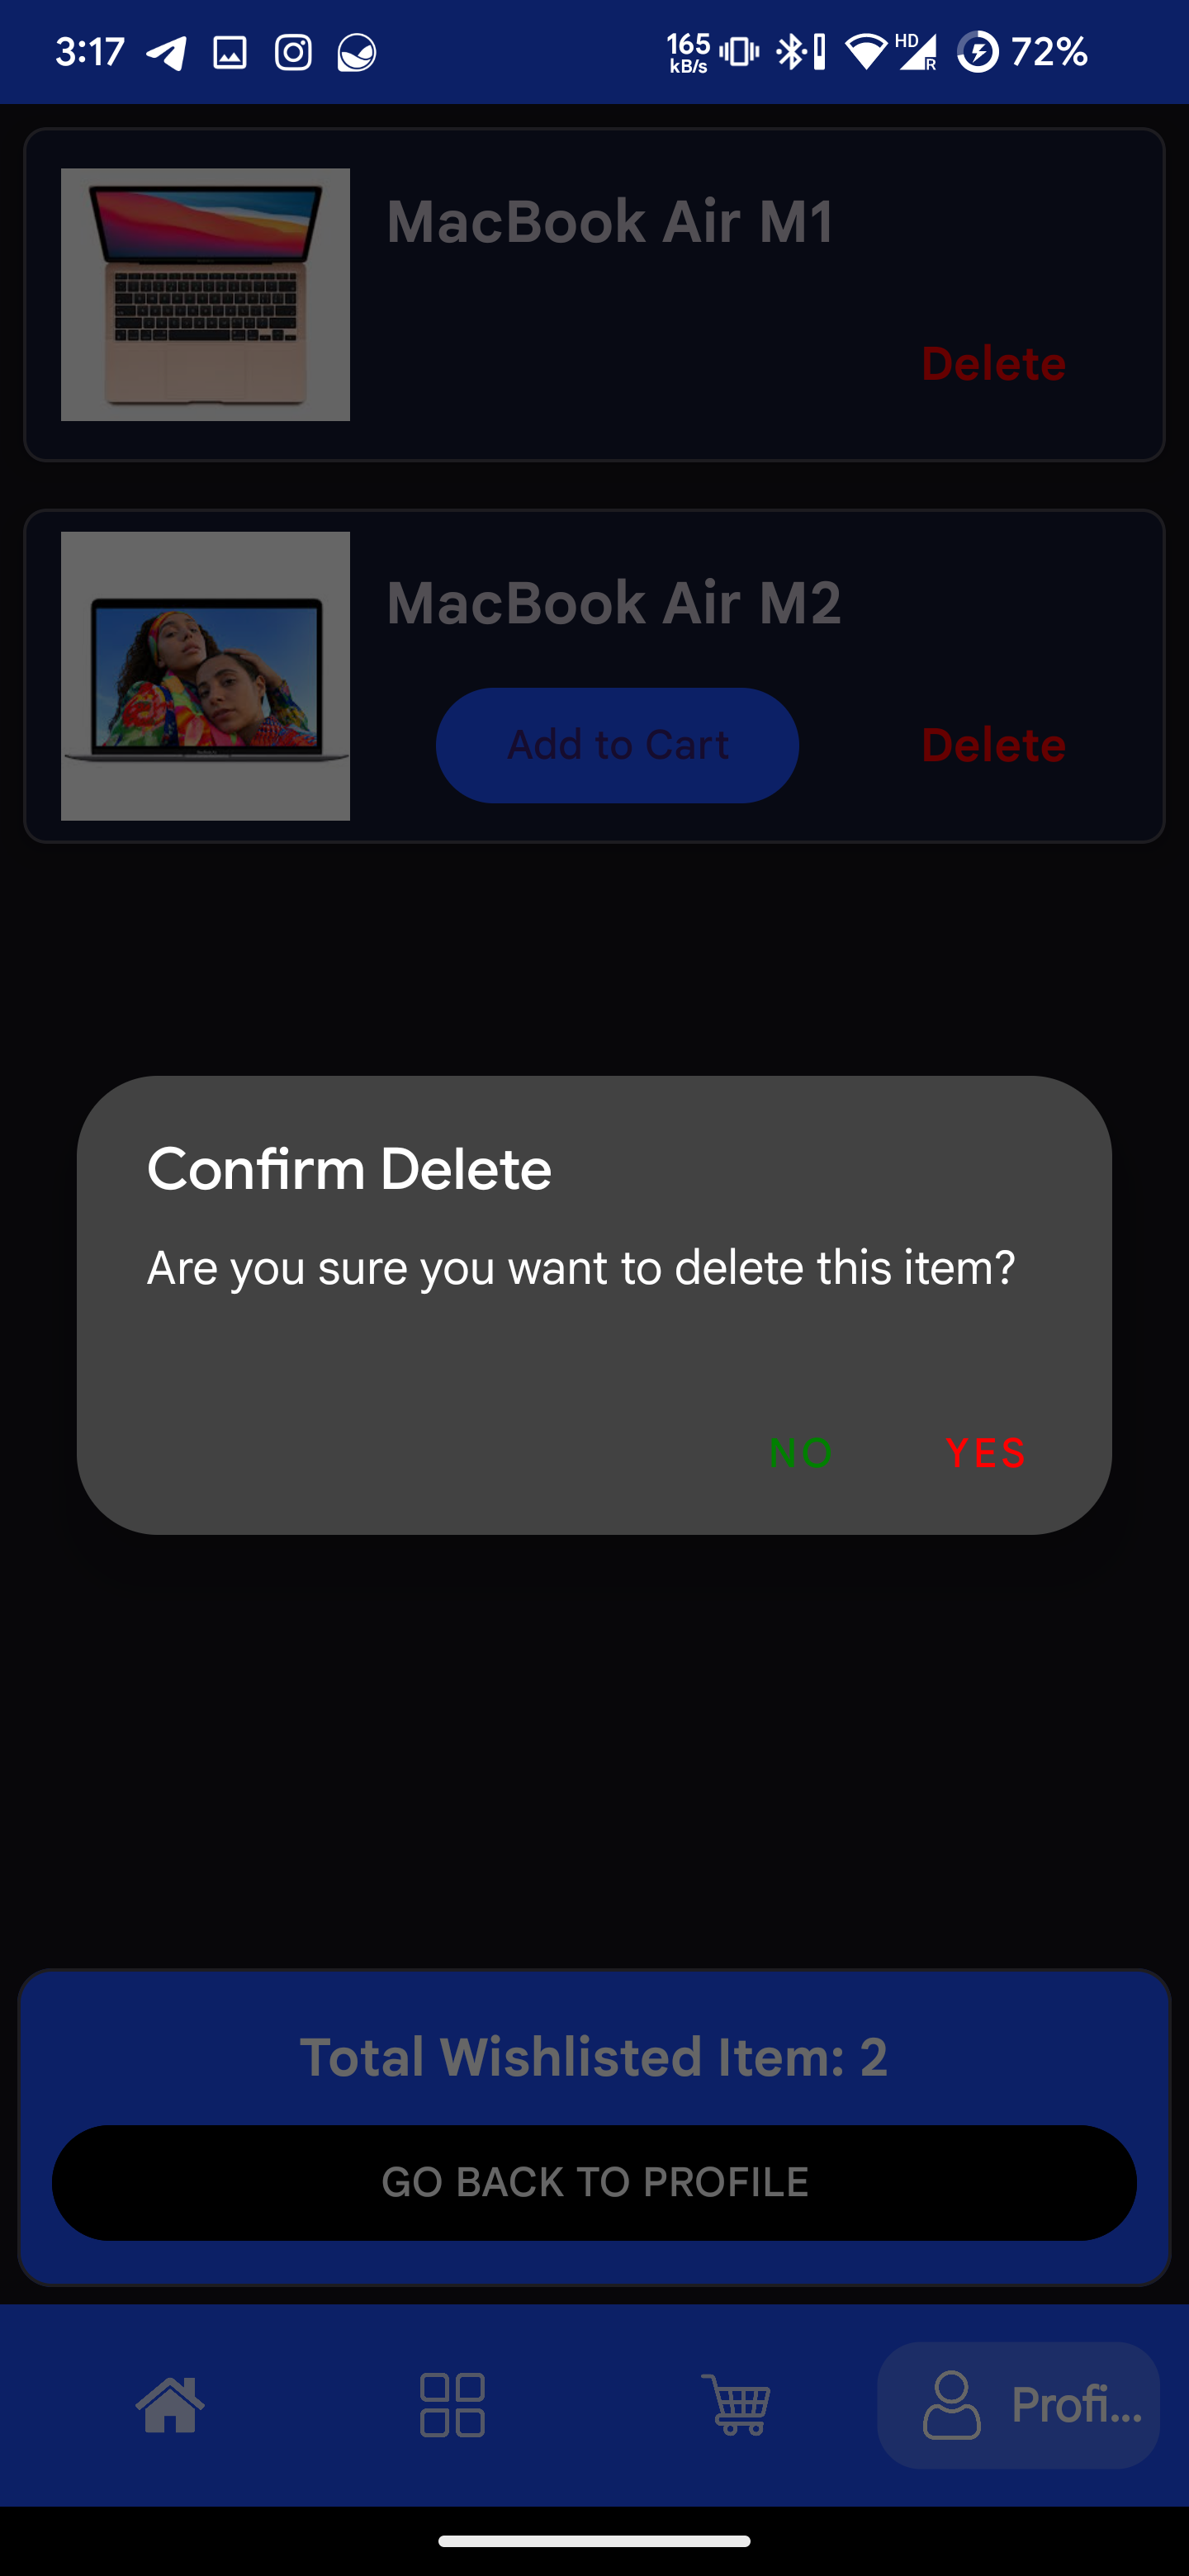 3:17 165 kB/s HD R 72%
MacBook Air M1
Delete
MacBook Air M2
Add to Cart Delete
Confirm Delete
Are you sure you want to delete this item?
NO YES
Total Wishlisted Item: 2
GO BACK TO PROFILE
Profi...